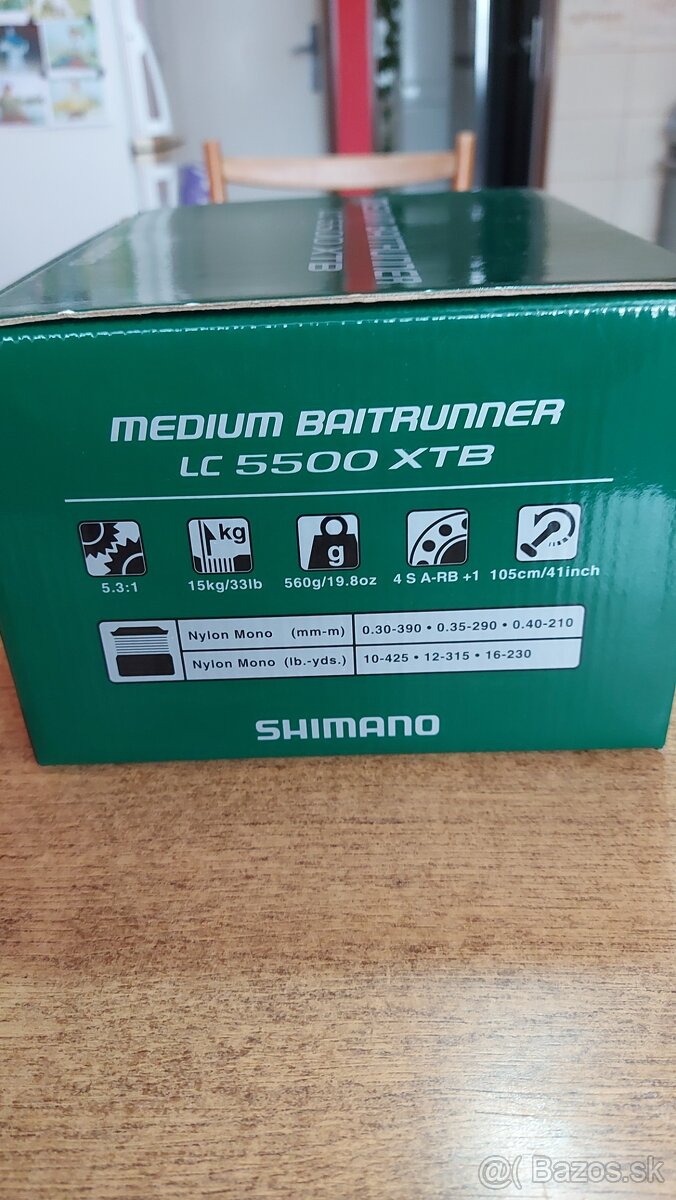 MEDIUM BAITRUNNER
LC 5500 XTB
kg
g
5.3:1 15kg/33lb 560g/19.8oz 4 S A-RB +1 105cm/41inch
Nylon Mono (mm-m) 0.30-390 • 0.35-290 • 0.40-210
Nylon Mono (lb.-yds.) 10-425 • 12-315 • 16-230
SHIMANO
@( Bazos.sk